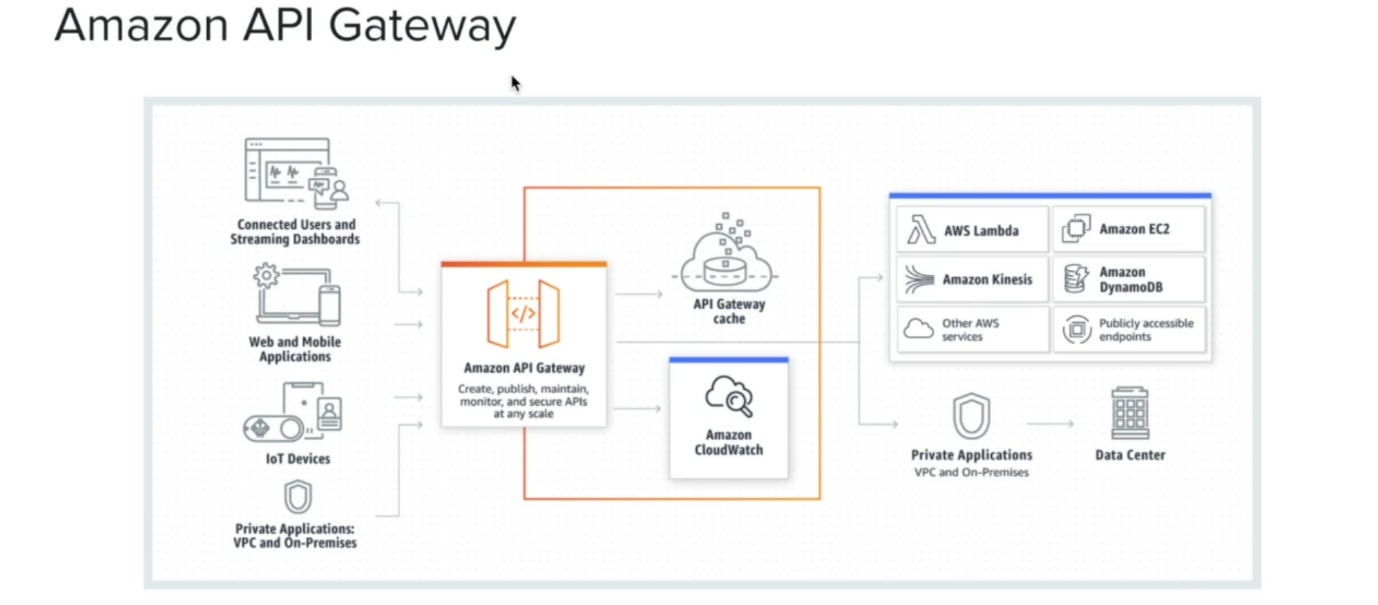 Amazon API Gateway
Connected Users and
Streaming Dashboards
Web and Mobile
Applications
IoT Devices
Private Applications:
VPC and On-Premises
</>
Amazon API Gateway
Create, publish, maintain,
monitor, and secure APIs
at any scale
API Gateway
cache
Amazon
CloudWatch
AWS Lambda
Amazon EC2
Amazon Kinesis
Amazon
DynamoDB
Other AWS
services
Publicly accessible
endpoints
Private Applications
VPC and On-Premises
Data Center